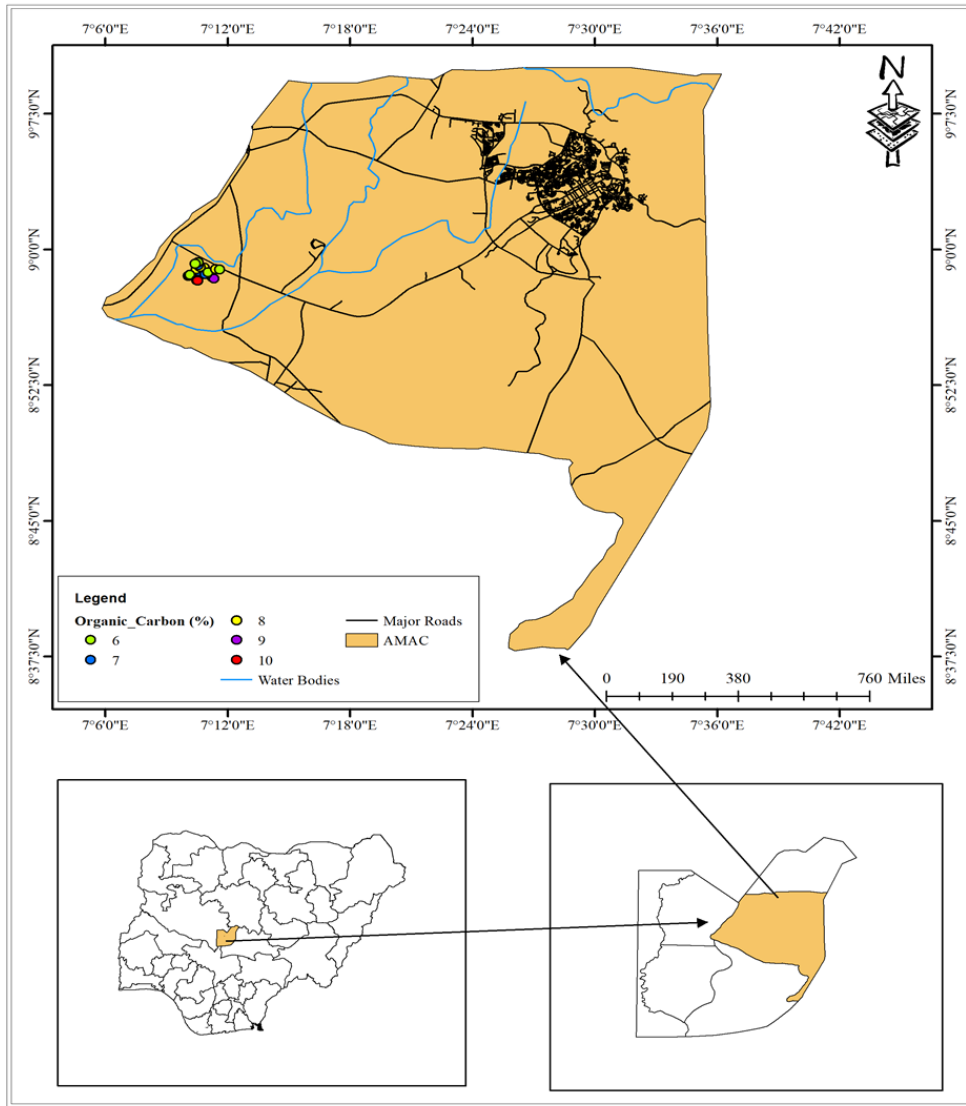 7°6'0"E 7°12'0"E 7°18'0"E 7°24'0"E 7°30'0"E 7°36'0"E 7°42'0"E
N
9°73'0"N 9°73'0"N
9°0'0"N 9°0'0"N
8°52'30"N 8°52'30"N
8°45'0"N 8°45'0"N
8°37'30"N 8°37'30"N
Legend
Organic_Carbon (%)
6
7
8
9
10
Water Bodies
Major Roads
AMAC
0 190 380 760 Miles
7°6'0"E 7°12'0"E 7°18'0"E 7°24'0"E 7°30'0"E 7°36'0"E 7°42'0"E